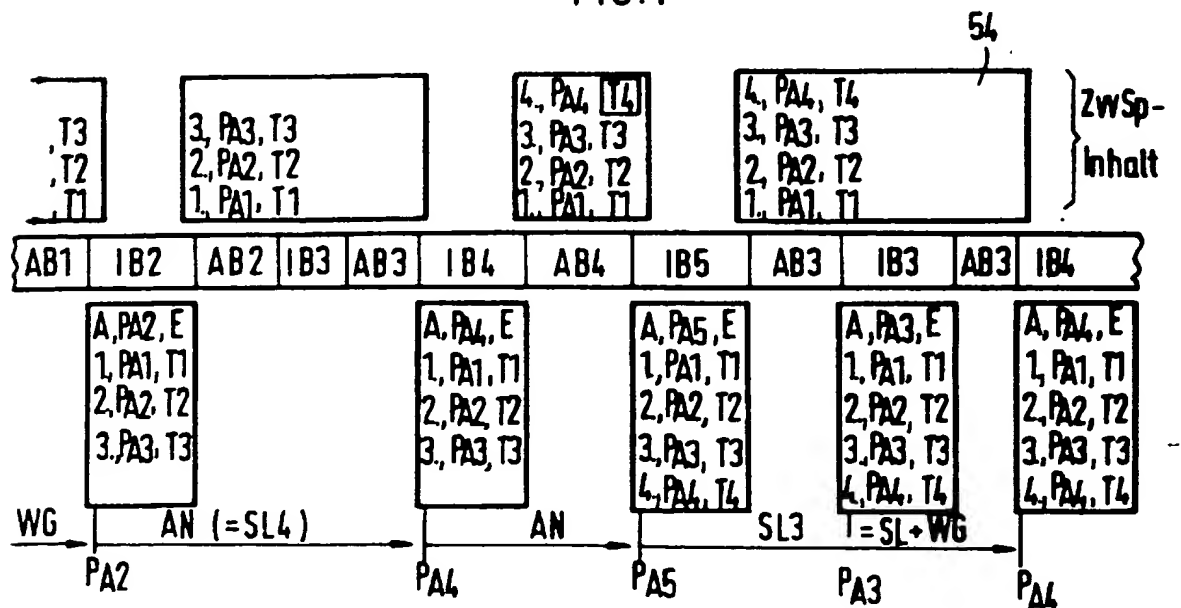 54
, T3
, T2
, T1
3., PA3, T3
2., PA2, T2
1., PA1, T1
4., PA4, T4
3., PA3, T3
2., PA2, T2
1., PA1, T1
4., PA4, T4
3., PA3, T3
2., PA2, T2
1., PA1, T1
ZwSp-
Inhalt
AB1 IB2 AB2 IB3 AB3 IB4 AB4 IB5 AB3 IB3 AB3 IB4
A, PA2, E
1., PA1, T1
2., PA2, T2
3., PA3, T3
A, PA4, E
1., PA1, T1
2., PA2, T2
3., PA3, T3
A, PA5, E
1., PA1, T1
2., PA2, T2
3., PA3, T3
4., PA4, T4
A, PA3, E
1., PA1, T1
2., PA2, T2
3., PA3, T3
4., PA4, T4
A, PA4, E
1., PA1, T1
2., PA2, T2
3., PA3, T3
4., PA4, T4
WG AN (=SL4) AN SL3 (=SL+WG
PA2 PA4 PA5 PA3 PA4